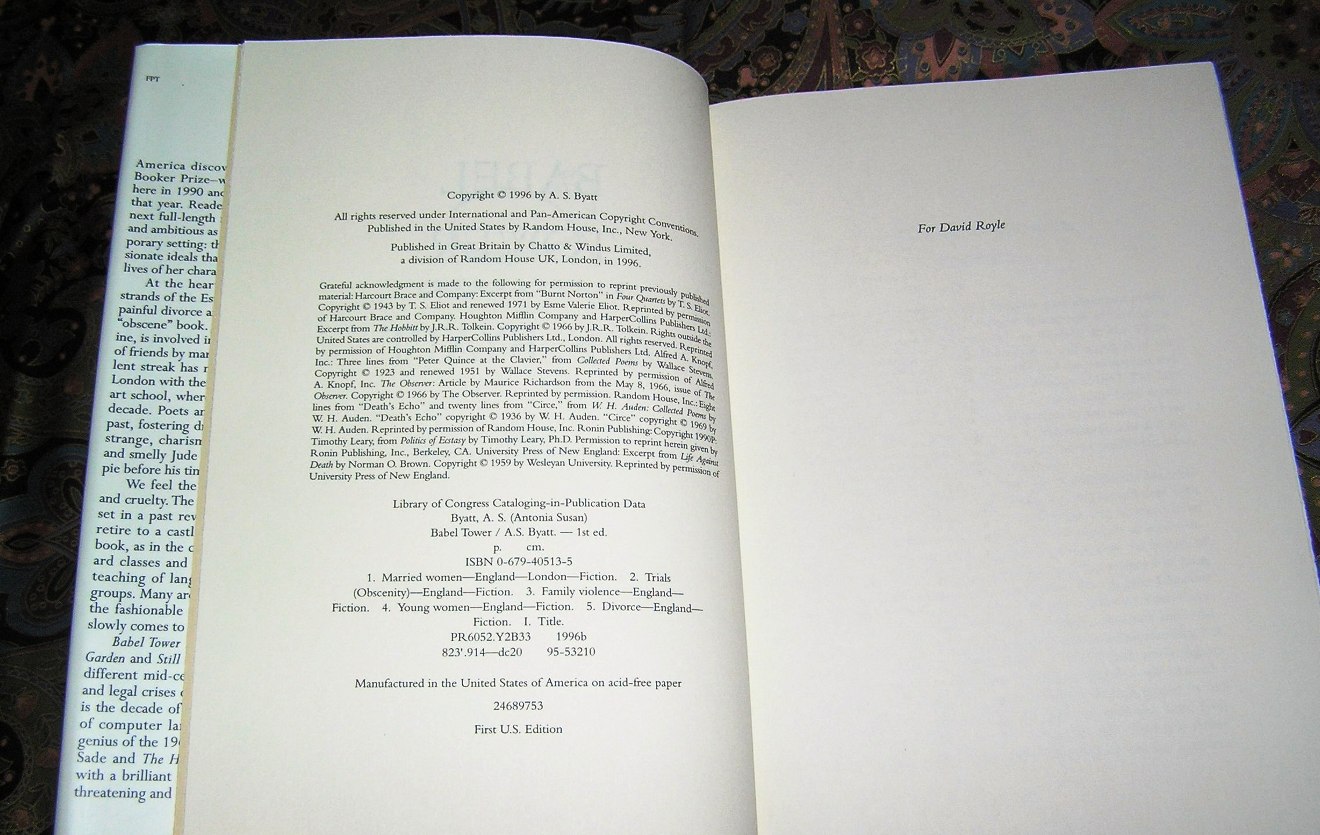 FPT
America discov
Booker Prize—w
here in 1990 and
that year. Reade
next full-length
and ambitious as
porary setting: th
sionate ideals tha
lives of her chara
At the hear
strands of the Es
painful divorce a
“obscene” book.
ine, is involved in
of friends by mar
lent streak has r
London with the
art school, wher
decade. Poets an
past, fostering dr
strange, charism
and smelly Jude
pie before his tin
We feel the
and cruelty. The
set in a past rev
retire to a castl
book, as in the c
ard classes and
teaching of lang
groups. Many are
the fashionable
slowly comes to
Babel Tower
Garden and Still
different mid-ce
and legal crises c
is the decade of
of computer lan
genius of the 19
Sade and The H
with a brilliant
threatening and
BABEL
Copyright © 1996 by A. S. Byatt
All rights reserved under International and Pan-American Copyright Conventions.
Published in the United States by Random House, Inc., New York.
Published in Great Britain by Chatto & Windus Limited,
a division of Random House UK, London, in 1996.
Grateful acknowledgment is made to the following for permission to reprint previously published
material: Harcourt Brace and Company: Excerpt from “Burnt Norton” in Four Quartets by T. S. Eliot.
Copyright © 1943 by T. S. Eliot and renewed 1971 by Esme Valerie Eliot. Reprinted by permission
of Harcourt Brace and Company. Houghton Mifflin Company and HarperCollins Publishers Ltd.:
Excerpt from The Hobbitt by J.R.R. Tolkein. Copyright © 1966 by J.R.R. Tolkein. Rights outside the
United States are controlled by HarperCollins Publishers Ltd., London. All rights reserved. Reprinted
by permission of Houghton Mifflin Company and HarperCollins Publishers Ltd. Alfred A. Knopf,
Inc.: Three lines from “Peter Quince at the Clavier,” from Collected Poems by Wallace Stevens.
Copyright © 1923 and renewed 1951 by Wallace Stevens. Reprinted by permission of Alfred
A. Knopf, Inc. The Observer: Article by Maurice Richardson from the May 8, 1966, issue of The
Observer. Copyright © 1966 by The Observer. Reprinted by permission. Random House, Inc.: Eight
lines from “Death’s Echo” and twenty lines from “Circe,” from W. H. Auden: Collected Poems by
W. H. Auden. “Death’s Echo” copyright © 1936 by W. H. Auden. “Circe” copyright © 1969 by
W. H. Auden. Reprinted by permission of Random House, Inc. Ronin Publishing: Copyright 1990P.
Timothy Leary, from Politics of Ecstasy by Timothy Leary, Ph.D. Permission to reprint herein given by
Ronin Publishing, Inc., Berkeley, CA. University Press of New England: Excerpt from Life Against
Death by Norman O. Brown. Copyright © 1959 by Wesleyan University. Reprinted by permission of
University Press of New England.
Library of Congress Cataloging-in-Publication Data
Byatt, A. S. (Antonia Susan)
Babel Tower / A.S. Byatt. — 1st ed.
p. cm.
ISBN 0-679-40513-5
1. Married women—England—London—Fiction. 2. Trials
(Obscenity)—England—Fiction. 3. Family violence—England—
Fiction. 4. Young women—England—Fiction. 5. Divorce—England—
Fiction. I. Title.
PR6052.Y2B33 1996b
823'.914—dc20 95-53210
Manufactured in the United States of America on acid-free paper
24689753
First U.S. Edition
For David Royle